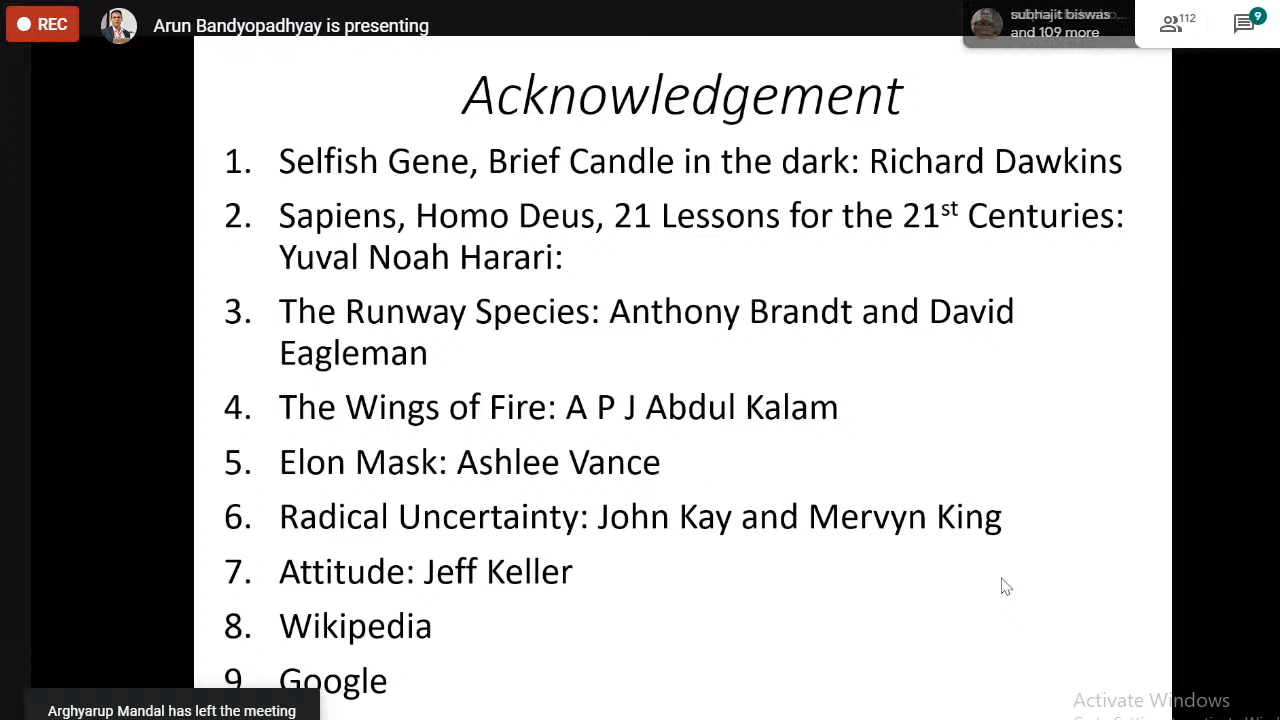 REC
Arun Bandyopadhyay is presenting
subhajit biswas
and 109 more
112
9
Acknowledgement
1. Selfish Gene, Brief Candle in the dark: Richard Dawkins
2. Sapiens, Homo Deus, 21 Lessons for the 21st Centuries:
Yuval Noah Harari:
3. The Runway Species: Anthony Brandt and David
Eagleman
4. The Wings of Fire: A P J Abdul Kalam
5. Elon Mask: Ashlee Vance
6. Radical Uncertainty: John Kay and Mervyn King
7. Attitude: Jeff Keller
8. Wikipedia
9. Google
Arghyarup Mandal has left the meeting
Activate Windows